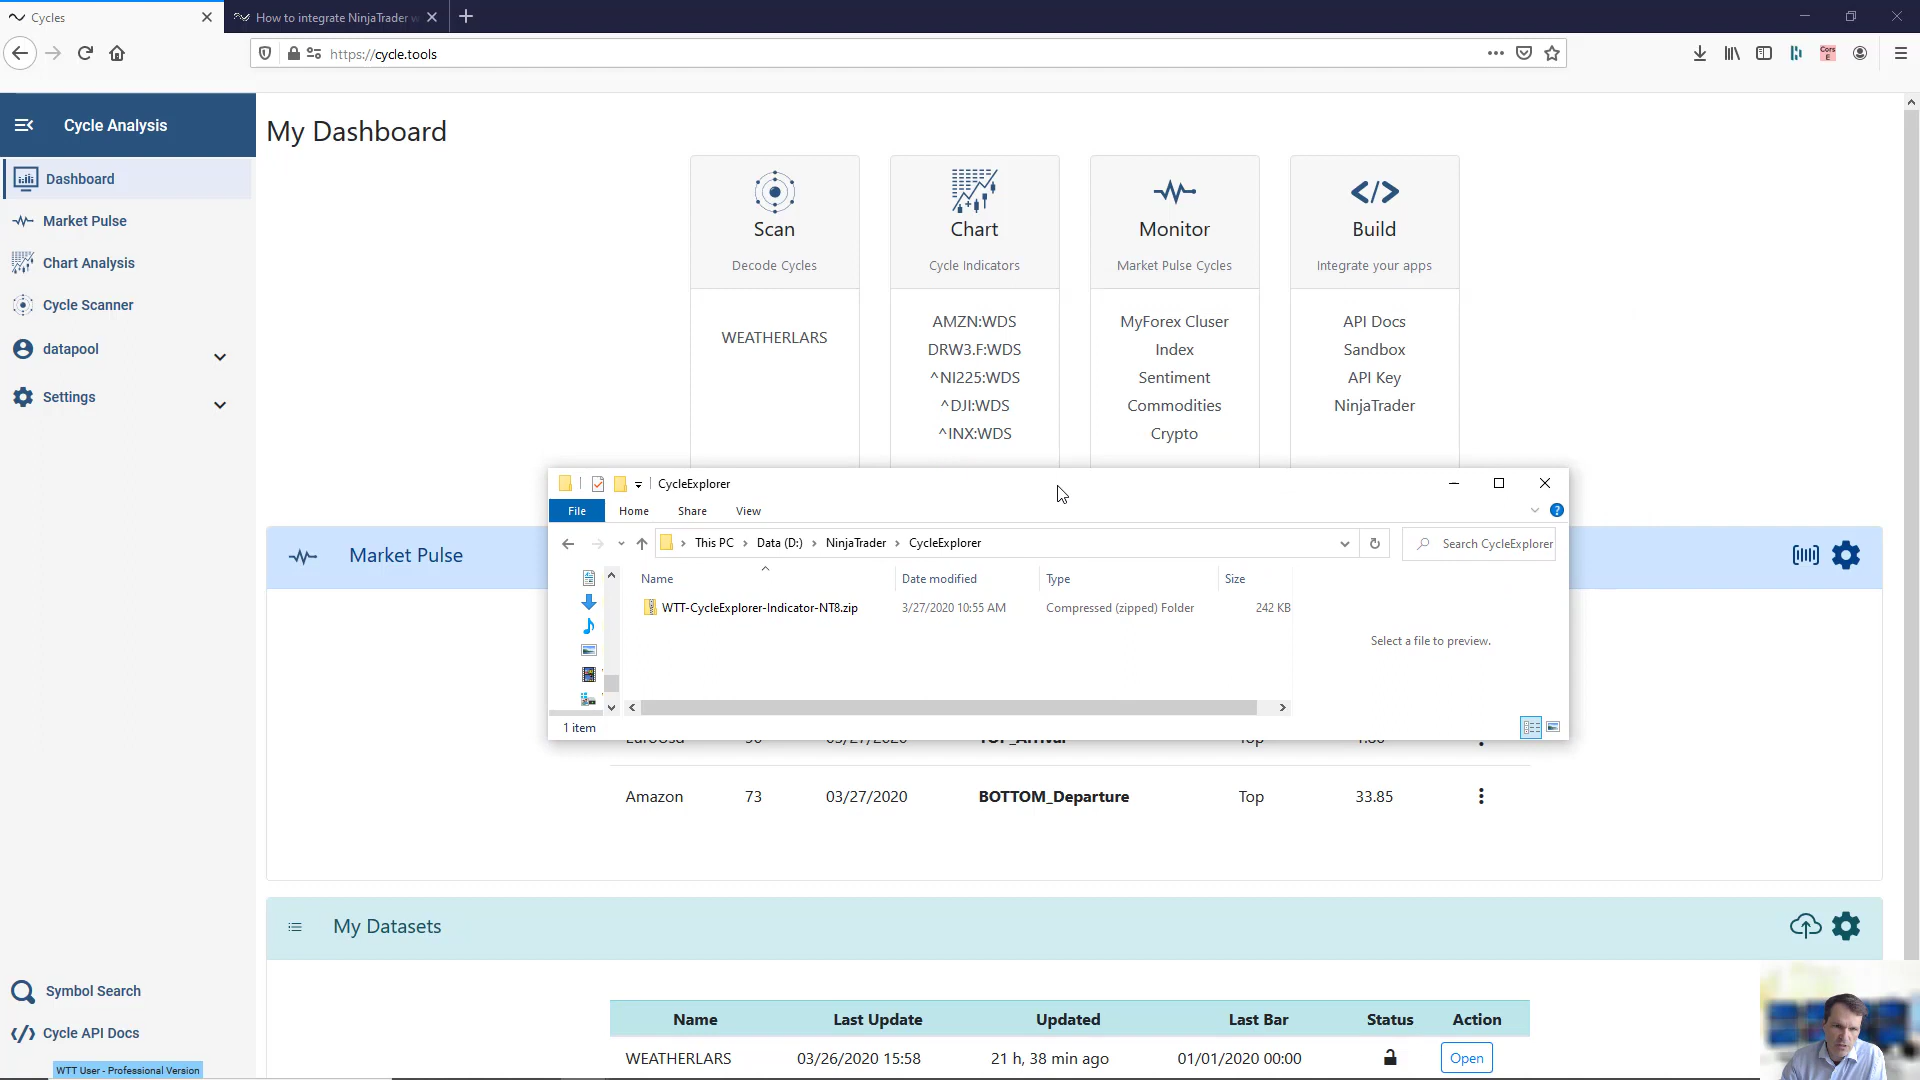 Cycles
How to integrate NinjaTrader w
https://cycle.tools
Cors
E
Cycle Analysis
Dashboard
Market Pulse
Chart Analysis
Cycle Scanner
datapool
Settings
Symbol Search
Cycle API Docs
WTT User - Professional Version
My Dashboard
Scan
Decode Cycles
WEATHERLARS
Chart
Cycle Indicators
AMZN:WDS
DRW3.F:WDS
^NI225:WDS
^DJI:WDS
^INX:WDS
Monitor
Market Pulse Cycles
MyForex Cluser
Index
Sentiment
Commodities
Crypto
Build
Integrate your apps
API Docs
Sandbox
API Key
NinjaTrader
CycleExplorer
File Home Share View
This PC Data (D:) NinjaTrader CycleExplorer
Search CycleExplorer
Name Date modified Type Size
WTT-CycleExplorer-Indicator-NT8.zip 3/27/2020 10:55 AM Compressed (zipped) Folder 242 KB
Select a file to preview.
1 item
Market Pulse
Amazon 73 03/27/2020 BOTTOM_Departure Top 33.85
My Datasets
Name Last Update Updated Last Bar Status Action
WEATHERLARS 03/26/2020 15:58 21 h, 38 min ago 01/01/2020 00:00 Open